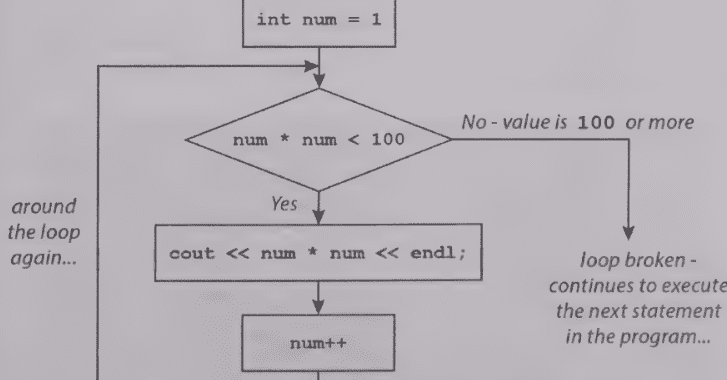 int num = 1
num * num < 100
No - value is 100 or more
Yes
around
the loop
again...
cout << num * num << endl;
loop broken -
continues to execute
the next statement
in the program...
num++